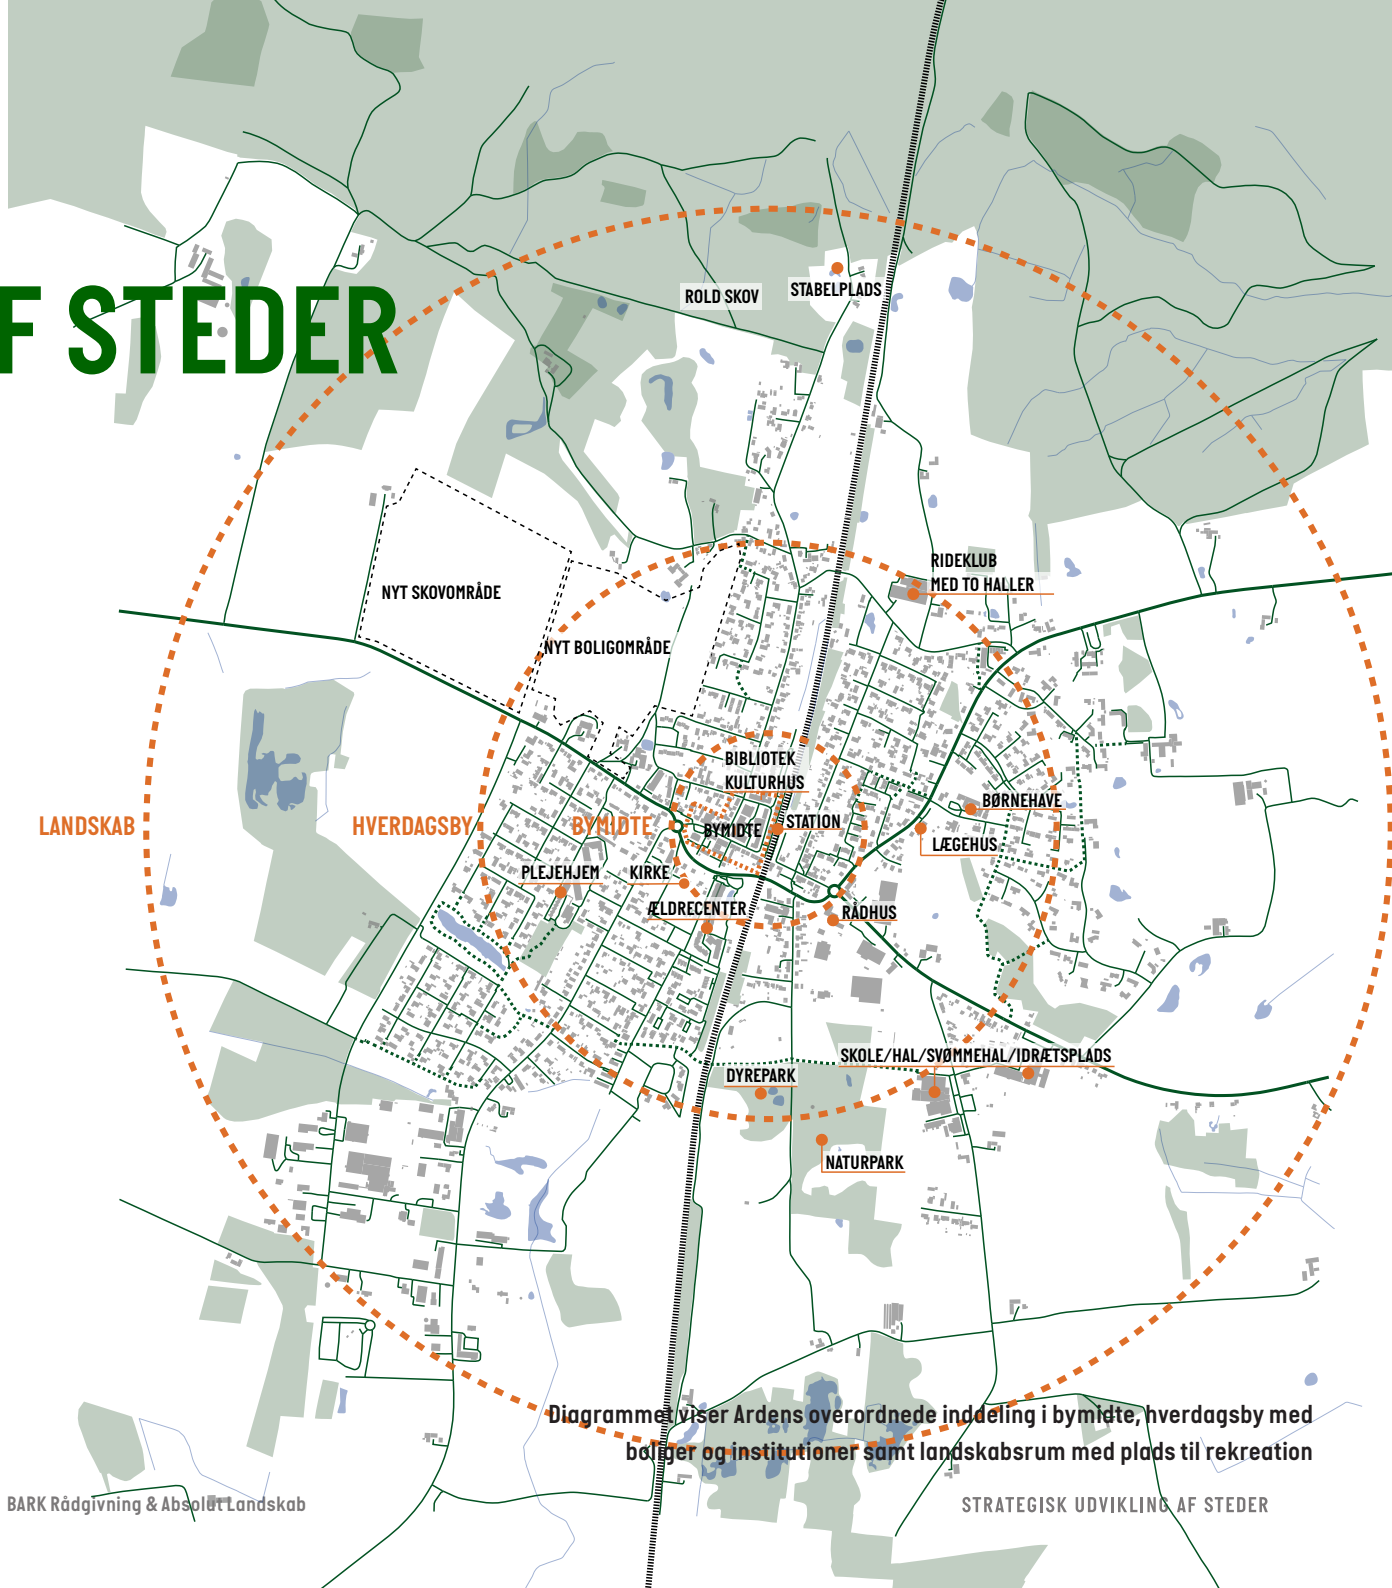 F STEDER
ROLD SKOV
STABELPLADS
RIDEKLUB
MED TO HALLER
NYT SKOVOMRÅDE
NYT BOLIGOMRÅDE
BIBLIOTEK
KULTURHUS
BØRNEHAVE
LANDSKAB
HVERDAGSBY
BYMIDTE
BYMIDTE
STATION
LÆGEHUS
PLEJEHJEM
KIRKE
ÆLDRECENTER
RÅDHUS
SKOLE/HAL/SVØMMEHAL/IDRÆTSPLADS
DYREPARK
NATURPARK
Diagrammet viser Ardens overordnede inddeling i bymidte, hverdagsby med
boliger og institutioner samt landskabsrum med plads til rekreation
BARK Rådgivning & Absolut Landskab
STRATEGISK UDVIKLING AF STEDER